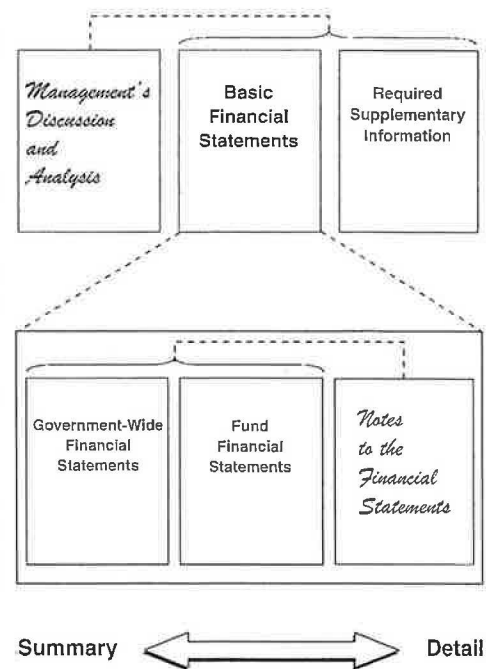 Management's
Discussion
and
Analysis
Basic
Financial
Statements
Required
Supplementary
Information
Government-Wide
Financial
Statements
Fund
Financial
Statements
Notes
to the
Financial
Statements
Summary
Detail